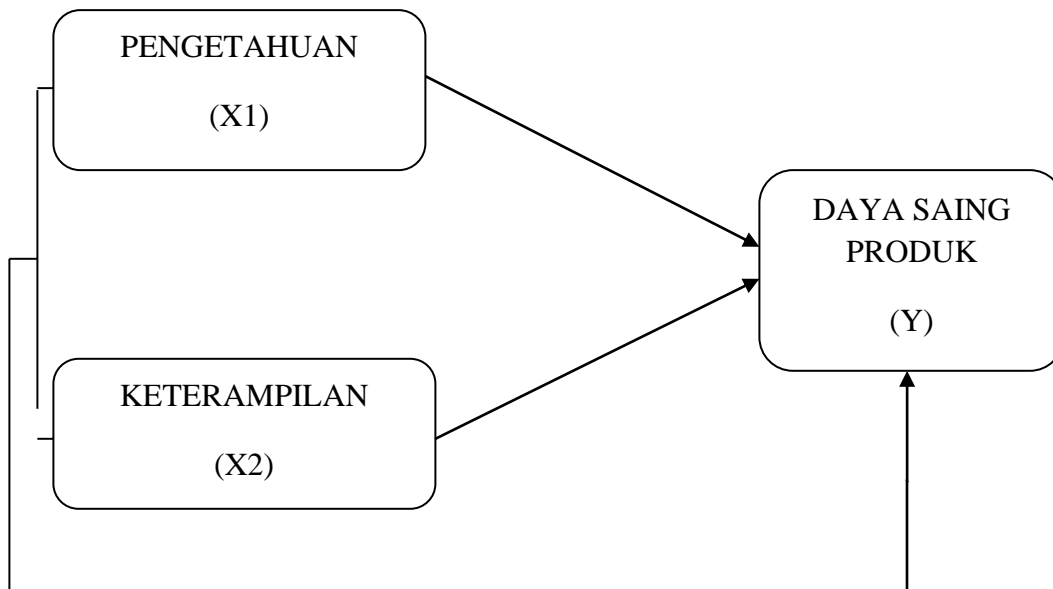 PENGETAHUAN
(X1)
DAYA SAING
PRODUK
(Y)
KETERAMPILAN
(X2)